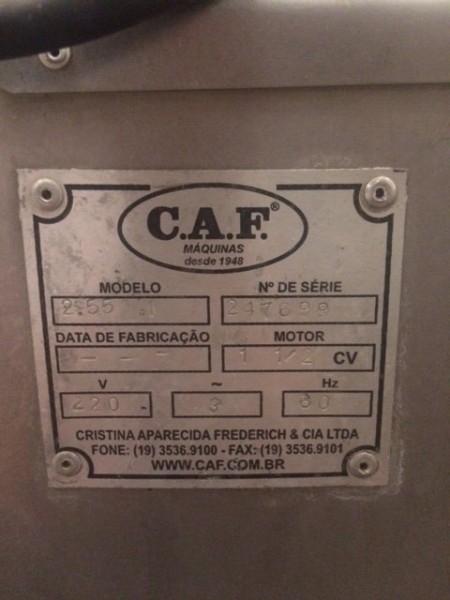 C.A.F.®
MÁQUINAS
desde 1948
MODELO Nº DE SÉRIE
DATA DE FABRICAÇÃO MOTOR
- - - 1 1/2 CV
V ~ Hz
220 3 60
CRISTINA APARECIDA FREDERICH & CIA LTDA
FONE: (19) 3536.9100 - FAX: (19) 3536.9101
WWW.CAF.COM.BR